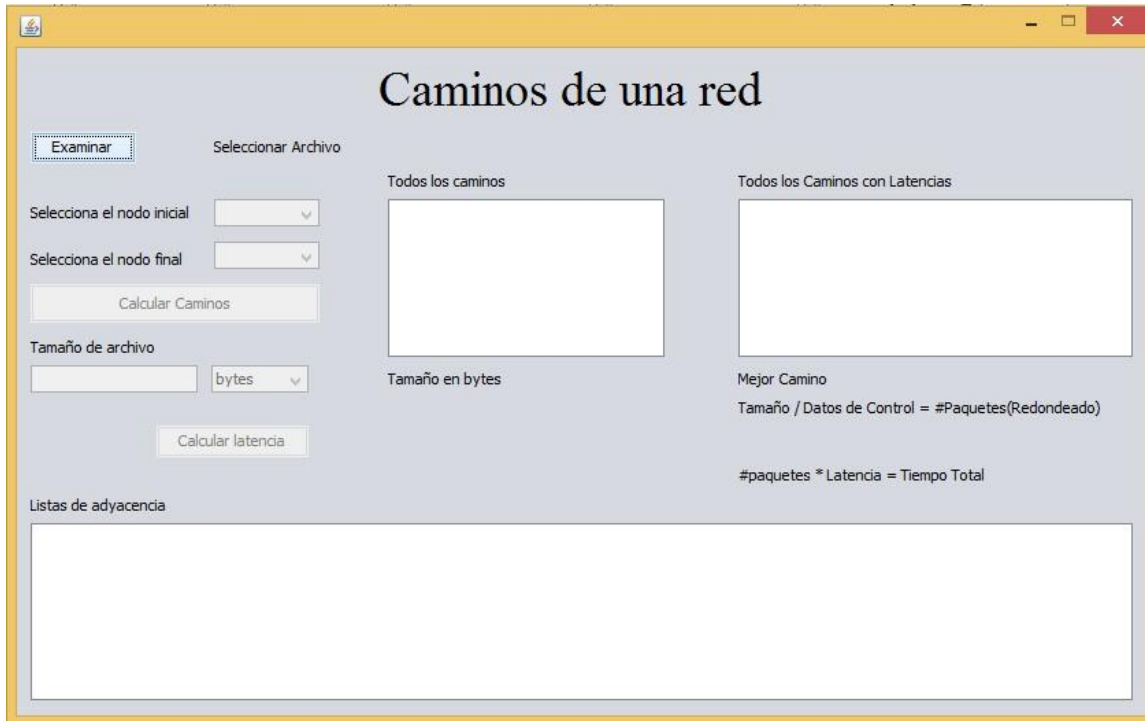 Caminos de una red
Examinar
Seleccionar Archivo
Todos los caminos
Todos los Caminos con Latencias
Selecciona el nodo inicial
Selecciona el nodo final
Calcular Caminos
Tamaño de archivo
bytes
Tamaño en bytes
Mejor Camino
Tamaño / Datos de Control = #Paquetes(Redondeado)
Calcular latencia
#paquetes * Latencia = Tiempo Total
Listas de adyacencia